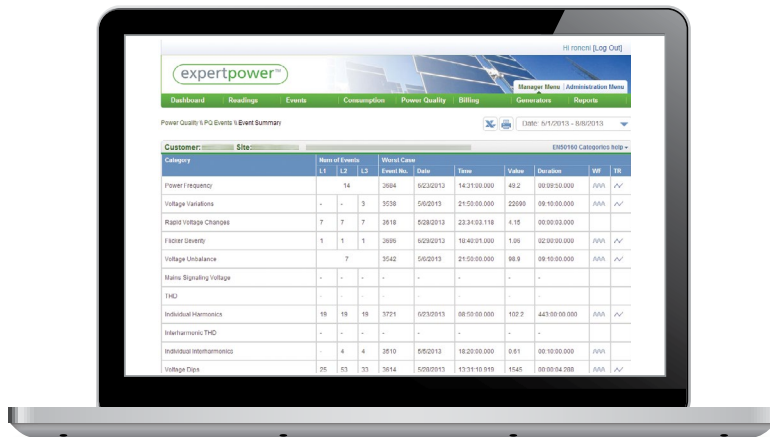 Hi roneni [Log Out]
expertpower™
Manager Menu | Administration Menu
Dashboard Readings Events Consumption Power Quality Billing Generators Reports
Power Quality \\ PQ Events \\ Event Summary
Date: 5/1/2013 - 8/8/2013
Customer: Site:
EN50160 Categories help
Category Num of Events Worst Case
L1 L2 L3 Event No. Date Time Value Duration WF TR
Power Frequency 14 3684 6/23/2013 14:31:00.000 49.2 00:09:50.000
Voltage Variations - - 3 3538 5/6/2013 21:50:00.000 22690 09:10:00.000
Rapid Voltage Changes 7 7 7 3618 5/28/2013 23:34:03.118 4.15 00:00:03.000
Flicker Severity 1 1 1 3695 6/29/2013 18:40:01.000 1.06 02:00:00.000
Voltage Unbalance 7 3542 5/6/2013 21:50:00.000 98.9 09:10:00.000
Mains Signaling Voltage - - - - - - - -
THD - - - - - - - -
Individual Harmonics 19 19 19 3721 6/23/2013 08:50:00.000 102.2 443:00:00.000
Interharmonic THD - - - - - - - -
Individual Interharmonics - 4 4 3510 5/5/2013 18:20:00.000 0.61 00:10:00.000
Voltage Dips 25 53 33 3614 5/28/2013 13:31:10.919 1545 00:00:04.208